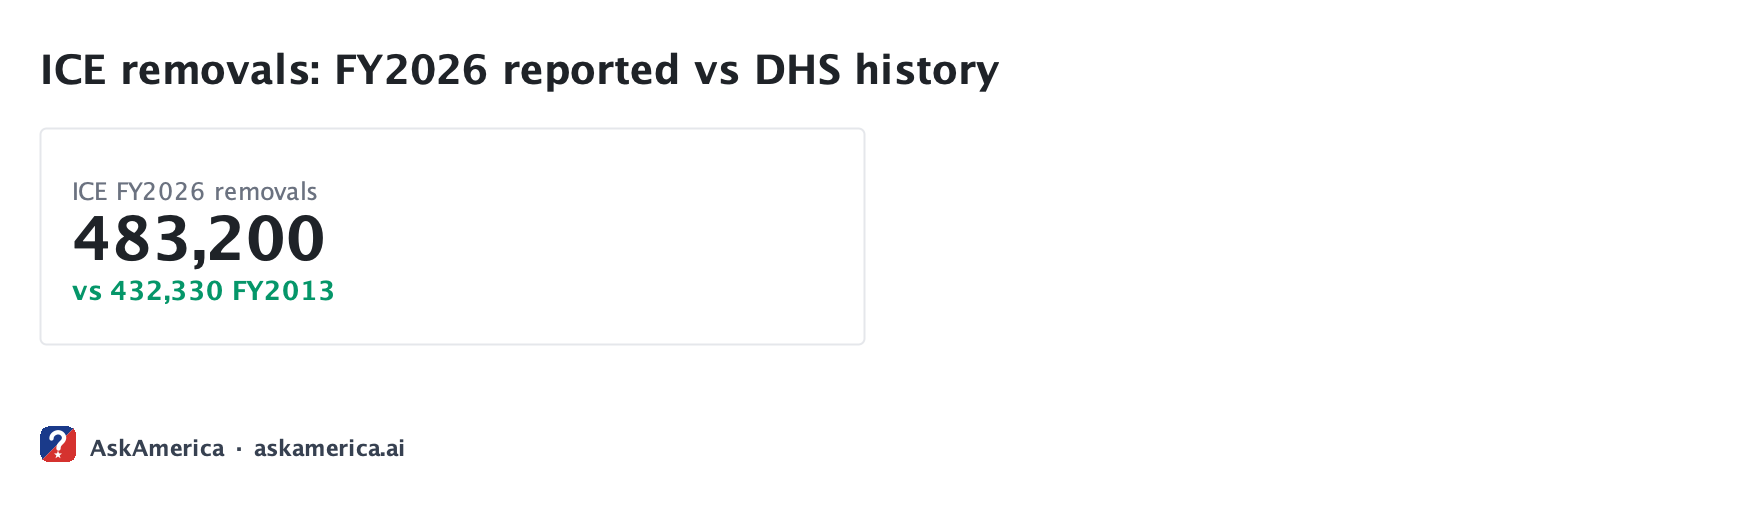 ICE removals: FY2026 reported vs DHS history
ICE FY2026 removals
483,200
vs 432,330 FY2013
AskAmerica · askamerica.ai